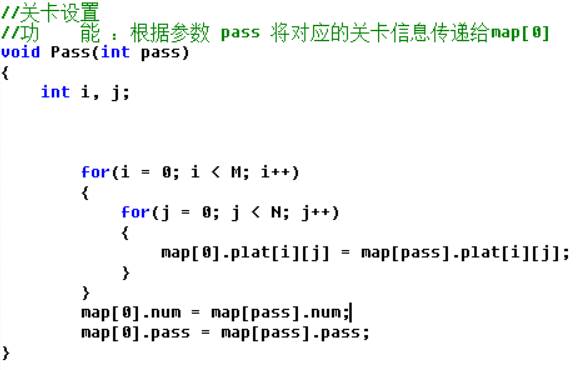 //关卡设置
//功    能 : 根据参数 pass 将对应的关卡信息传递给map[0]
void Pass(int pass)
{
    int i, j;
        for(i = 0; i < M; i++)
        {
            for(j = 0; j < N; j++)
            {
                map[0].plat[i][j] = map[pass].plat[i][j];
            }
        }
        map[0].num = map[pass].num;
        map[0].pass = map[pass].pass;
}